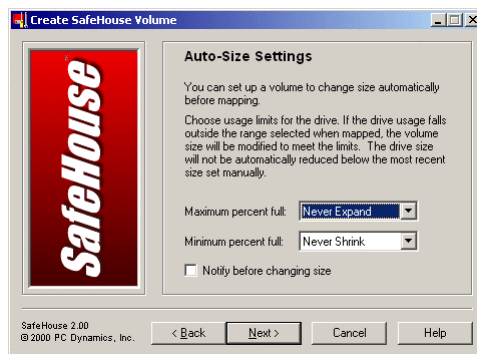 Create SafeHouse Volume
SafeHouse
Auto-Size Settings
You can set up a volume to change size automatically
before mapping.
Choose usage limits for the drive. If the drive usage falls
outside the range selected when mapped, the volume
size will be modified to meet the limits. The drive size
will not be automatically reduced below the most recent
size set manually.
Maximum percent full: Never Expand
Minimum percent full: Never Shrink
Notify before changing size
SafeHouse 2.00
© 2000 PC Dynamics, Inc.
< Back Next > Cancel Help